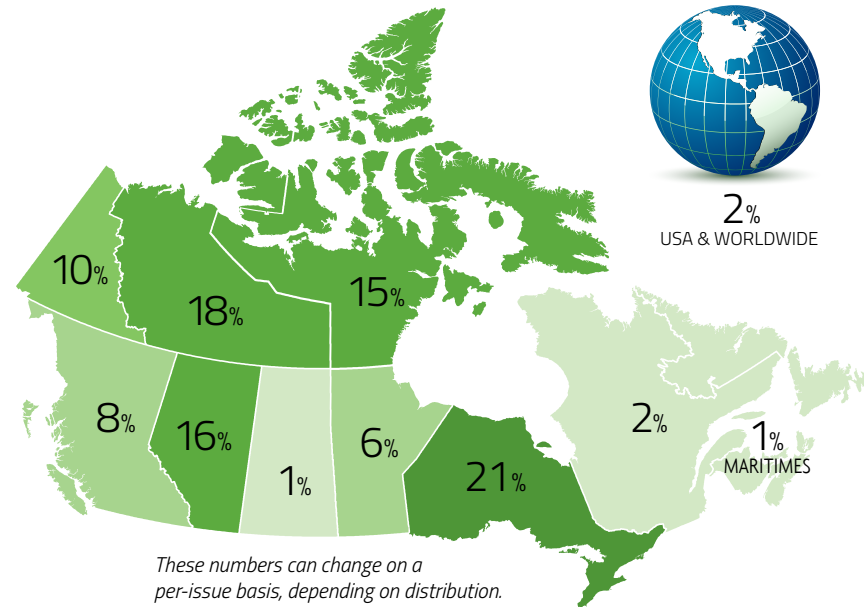 2%
USA & WORLDWIDE
10%
18%
15%
8%
16%
1%
6%
21%
2%
1%
MARITIMES
These numbers can change on a
per-issue basis, depending on distribution.